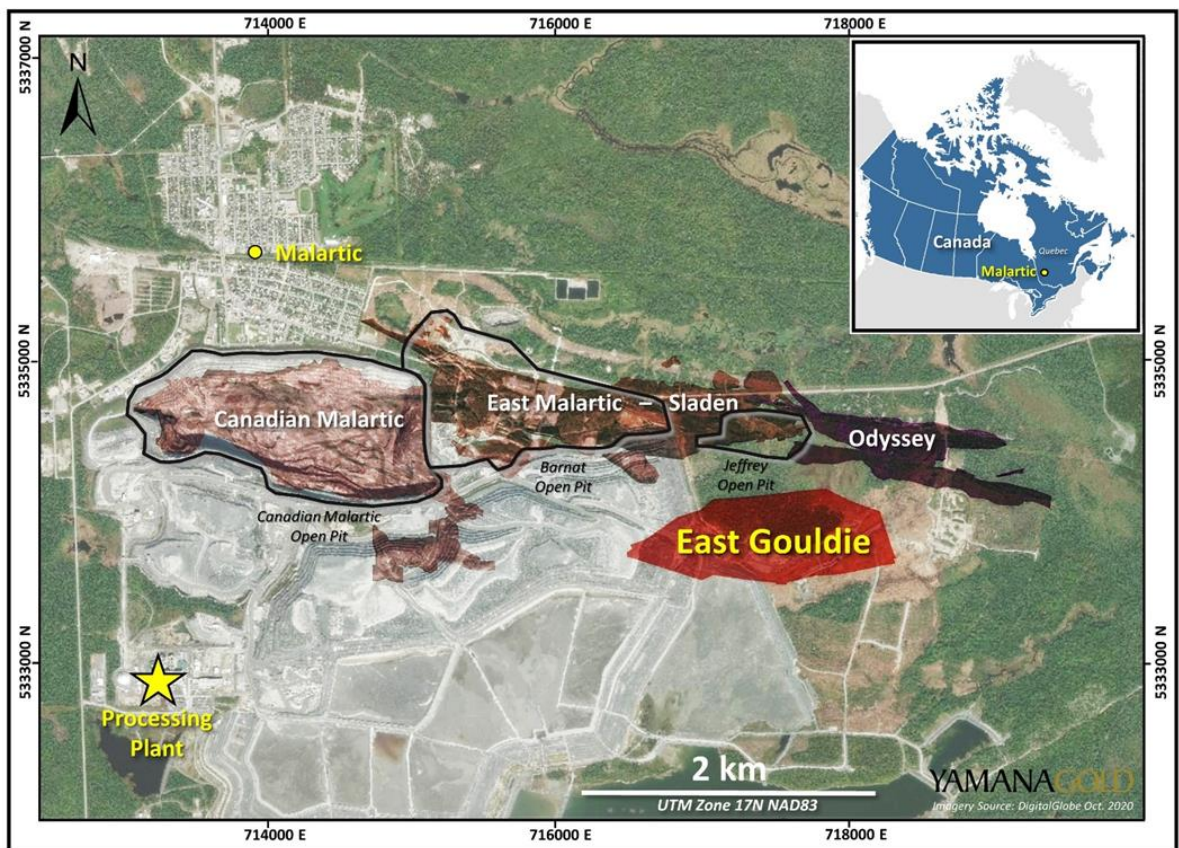 714000 E
716000 E
718000 E
5337000 N
N
Canada
Quebec
Malartic
Malartic
5335000 N
5335000 N
Canadian Malartic
East Malartic – Sladen
Odyssey
Barnat
Open Pit
Jeffrey
Open Pit
Canadian Malartic
Open Pit
East Gouldie
5333000 N
5333000 N
Processing
Plant
2 km
UTM Zone 17N NAD83
YAMANAGOLD
Imagery Source: DigitalGlobe Oct. 2020
714000 E
716000 E
718000 E